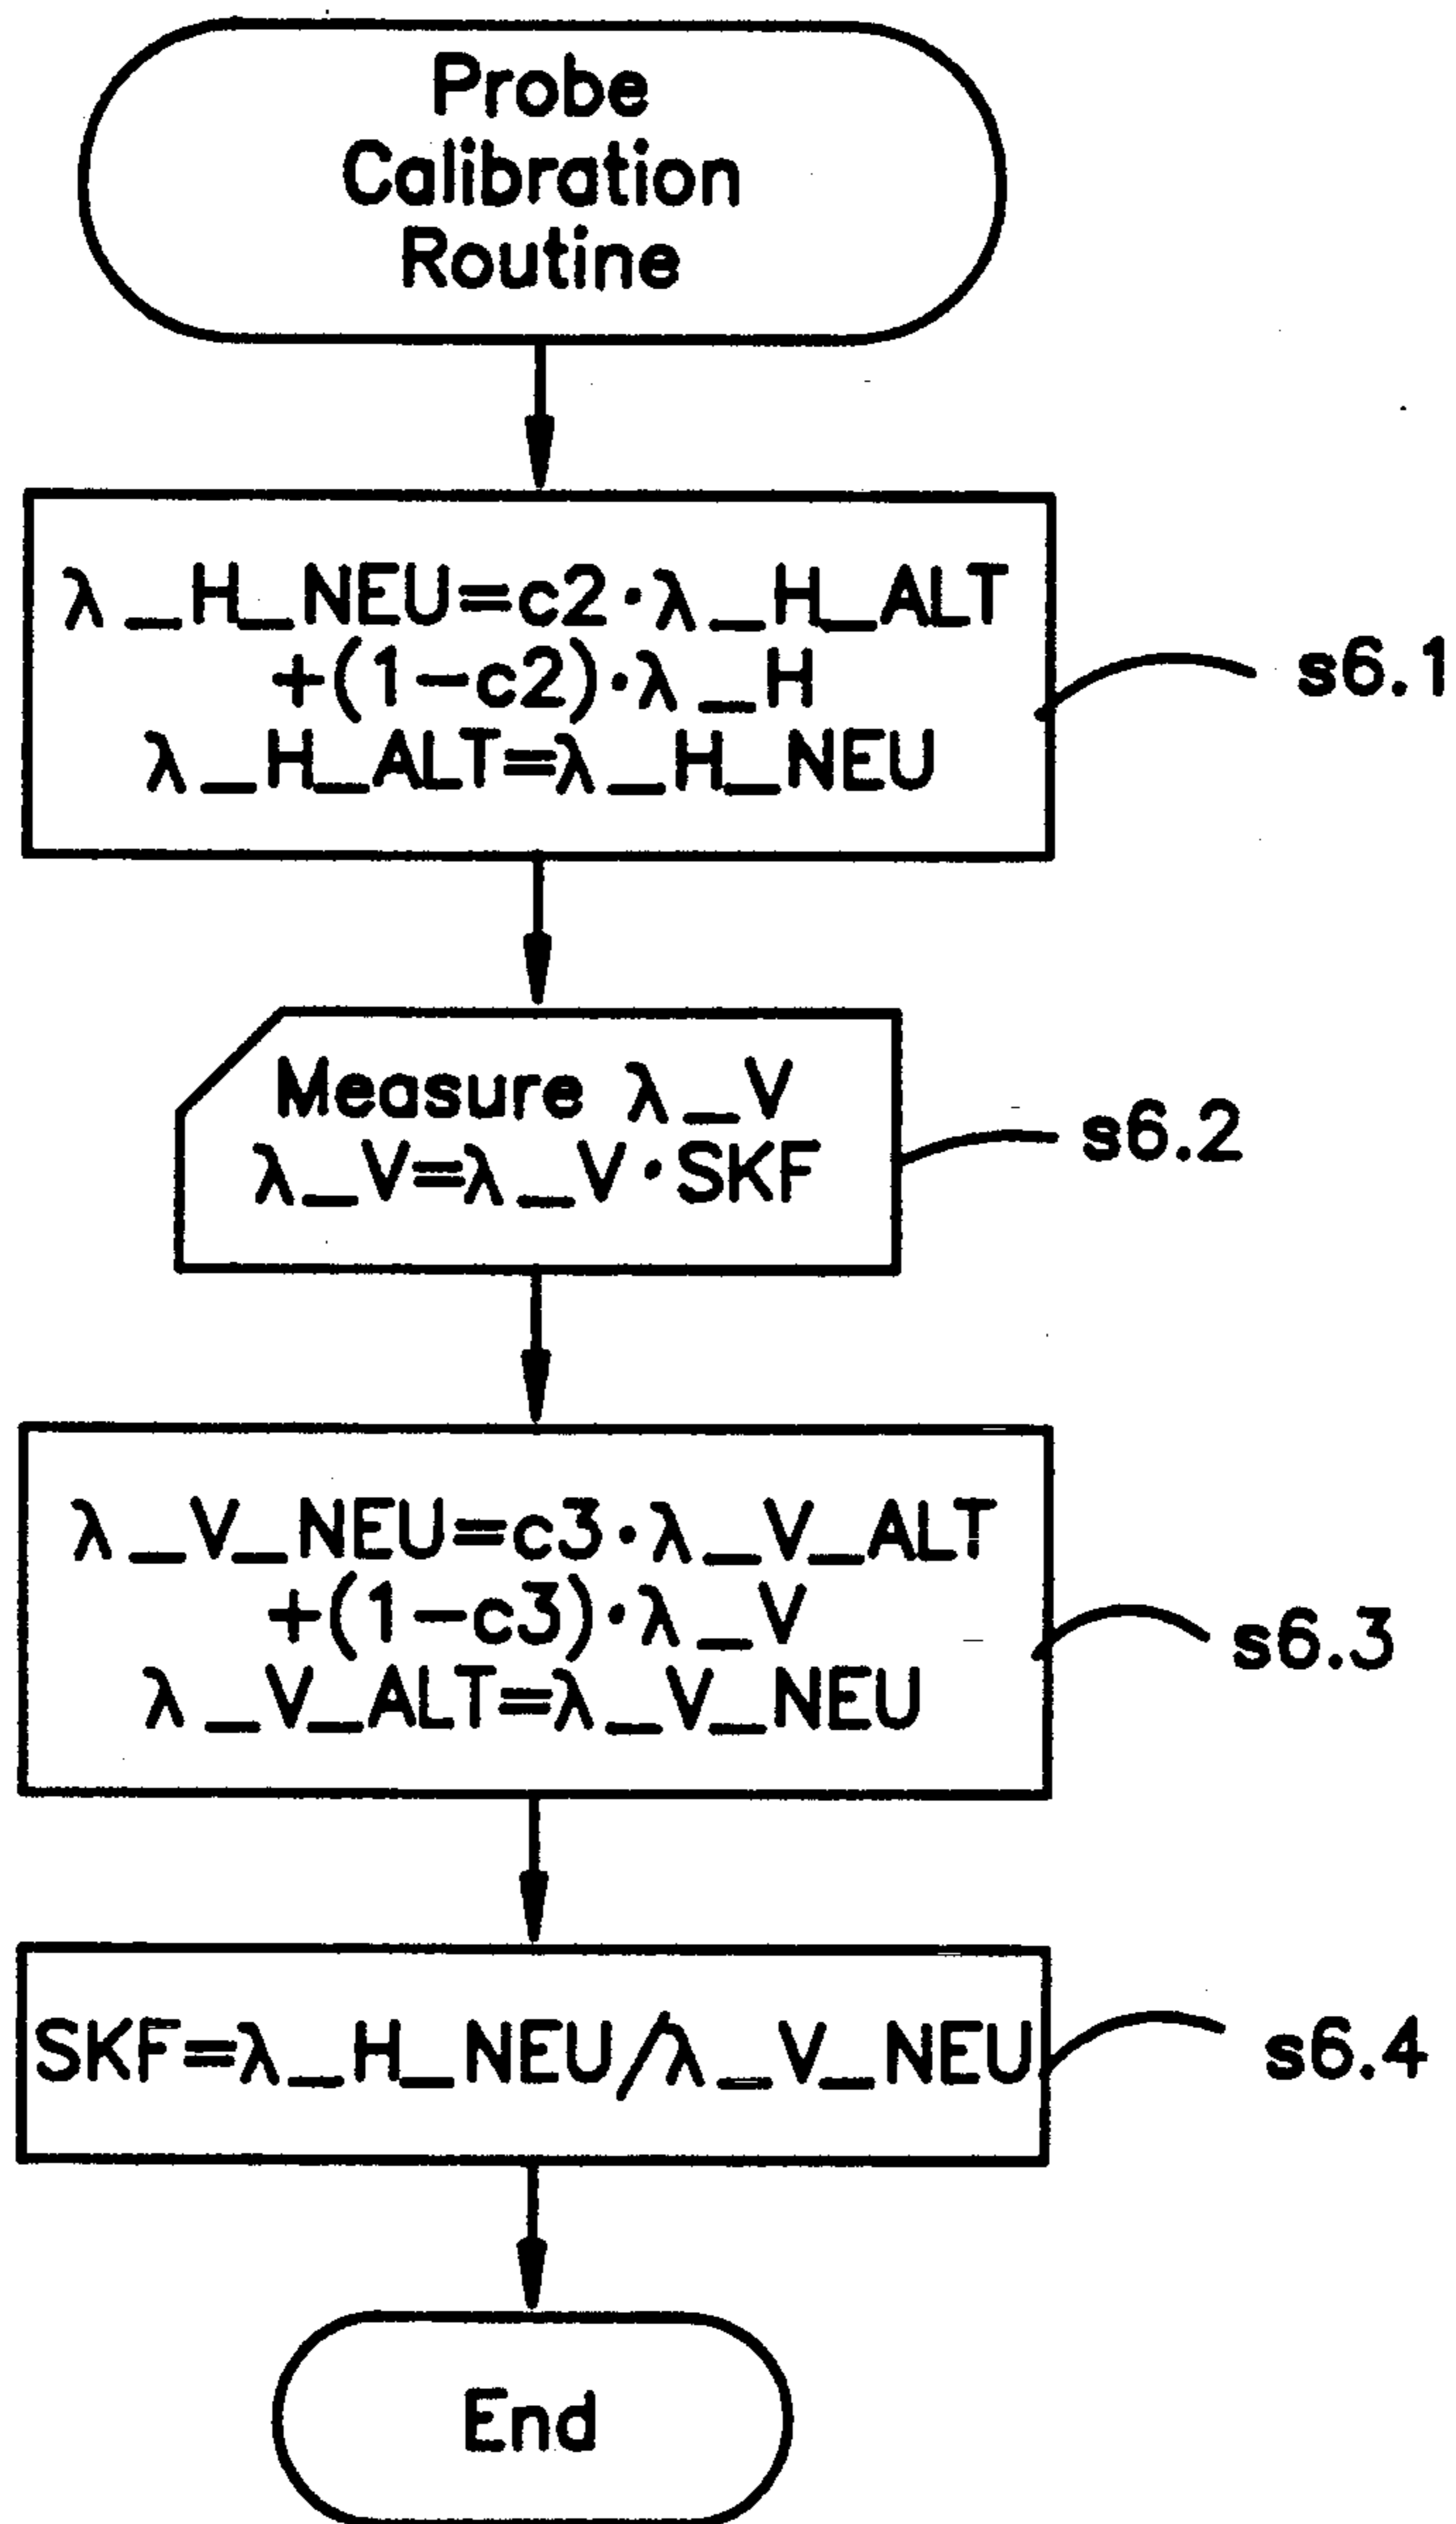 Probe
Calibration
Routine
λ_H_NEU=c2·λ_H_ALT
+(1-c2)·λ_H
λ_H_ALT=λ_H_NEU
s6.1
Measure λ_V
λ_V=λ_V·SKF
s6.2
λ_V_NEU=c3·λ_V_ALT
+(1-c3)·λ_V
λ_V_ALT=λ_V_NEU
s6.3
SKF=λ_H_NEU/λ_V_NEU
s6.4
End